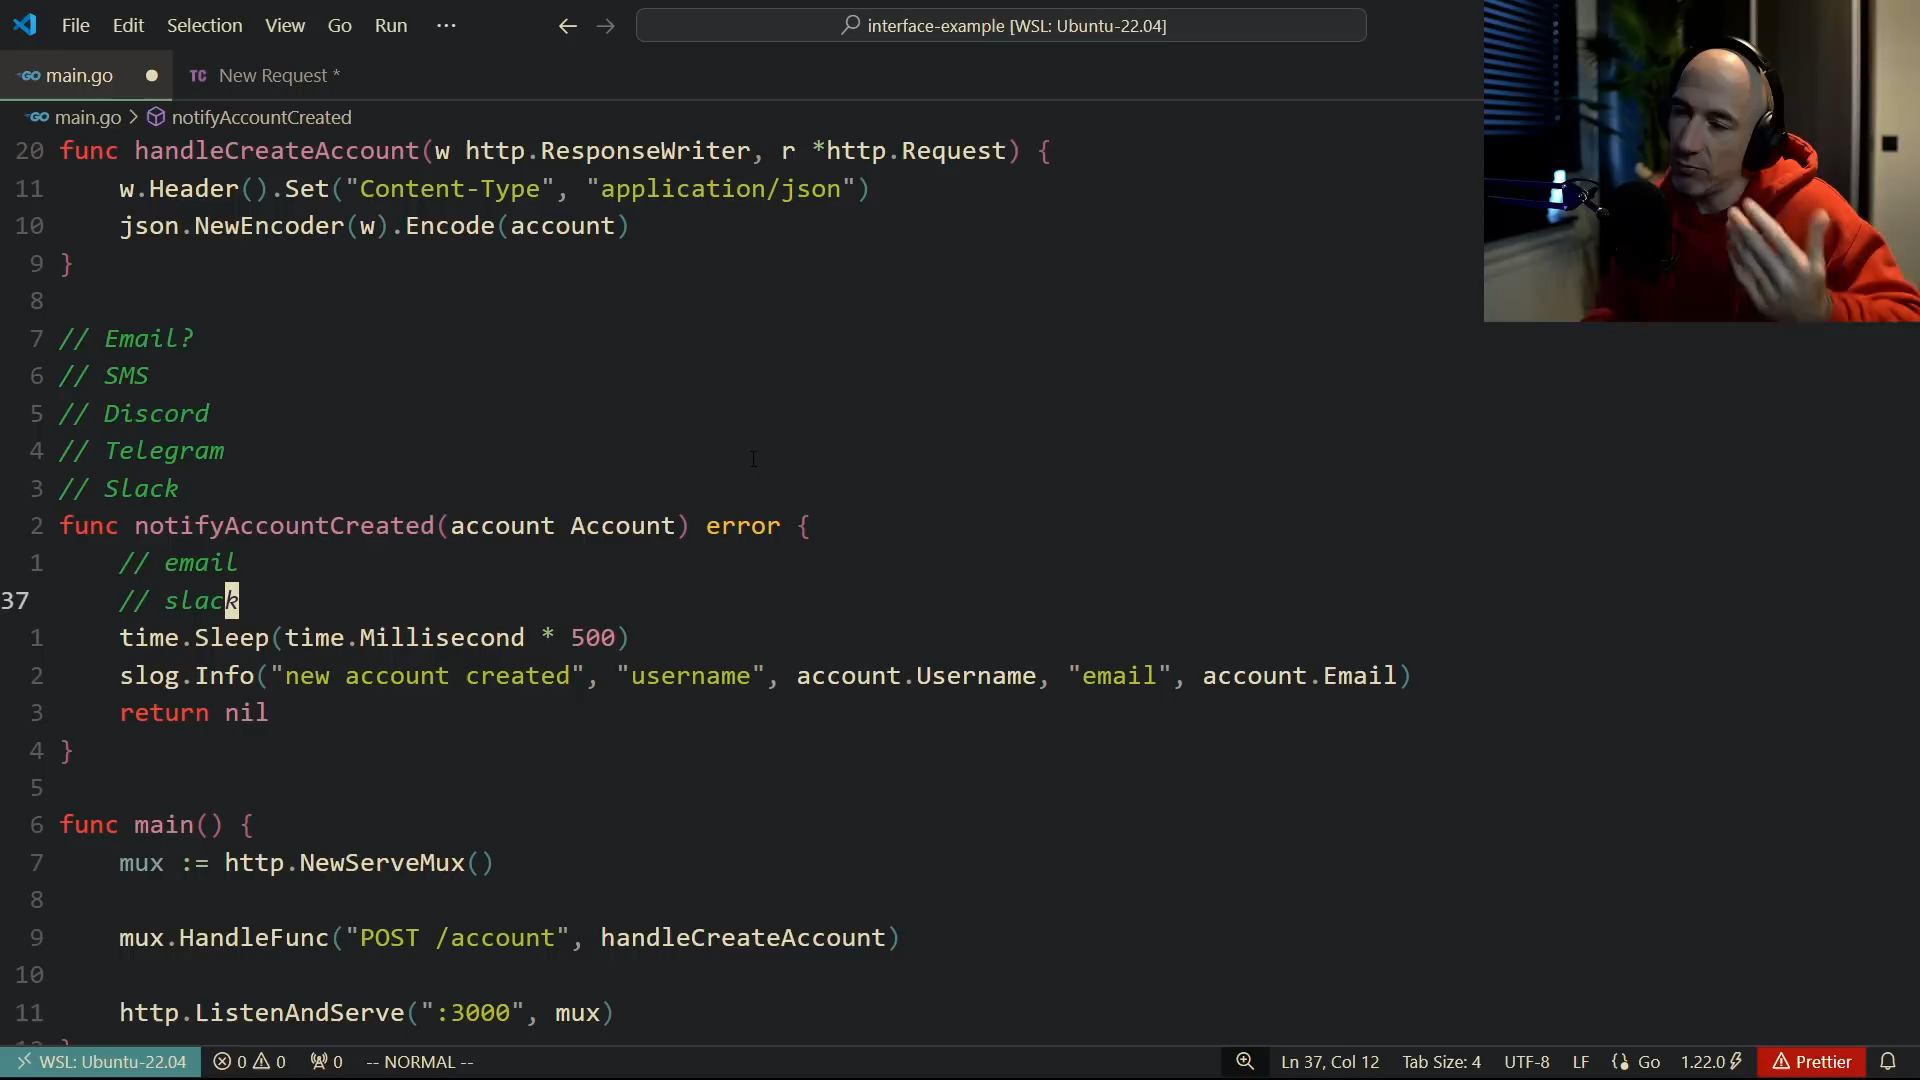 File Edit Selection View Go Run ··· ← → interface-example [WSL: Ubuntu-22.04]
GO main.go ● TC New Request *
GO main.go > notifyAccountCreated
20 func handleCreateAccount(w http.ResponseWriter, r *http.Request) {
11 w.Header().Set("Content-Type", "application/json")
10 json.NewEncoder(w).Encode(account)
9 }
8
7 // Email?
6 // SMS
5 // Discord
4 // Telegram
3 // Slack
2 func notifyAccountCreated(account Account) error {
1 // email
37 // slack
1 time.Sleep(time.Millisecond * 500)
2 slog.Info("new account created", "username", account.Username, "email", account.Email)
3 return nil
4 }
5
6 func main() {
7 mux := http.NewServeMux()
8
9 mux.HandleFunc("POST /account", handleCreateAccount)
10
11 http.ListenAndServe(":3000", mux)
WSL: Ubuntu-22.04 0 0 0 -- NORMAL -- Ln 37, Col 12 Tab Size: 4 UTF-8 LF Go 1.22.0 Prettier